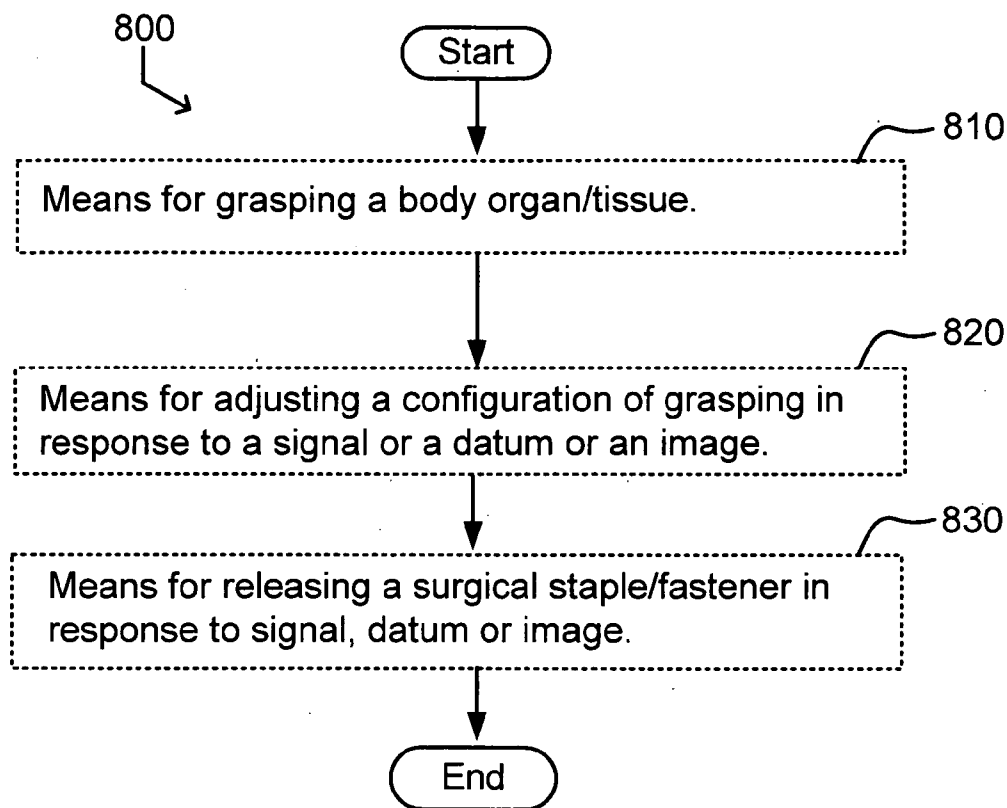 800
Start
810
Means for grasping a body organ/tissue.
820
Means for adjusting a configuration of grasping in
response to a signal or a datum or an image.
830
Means for releasing a surgical staple/fastener in
response to signal, datum or image.
End